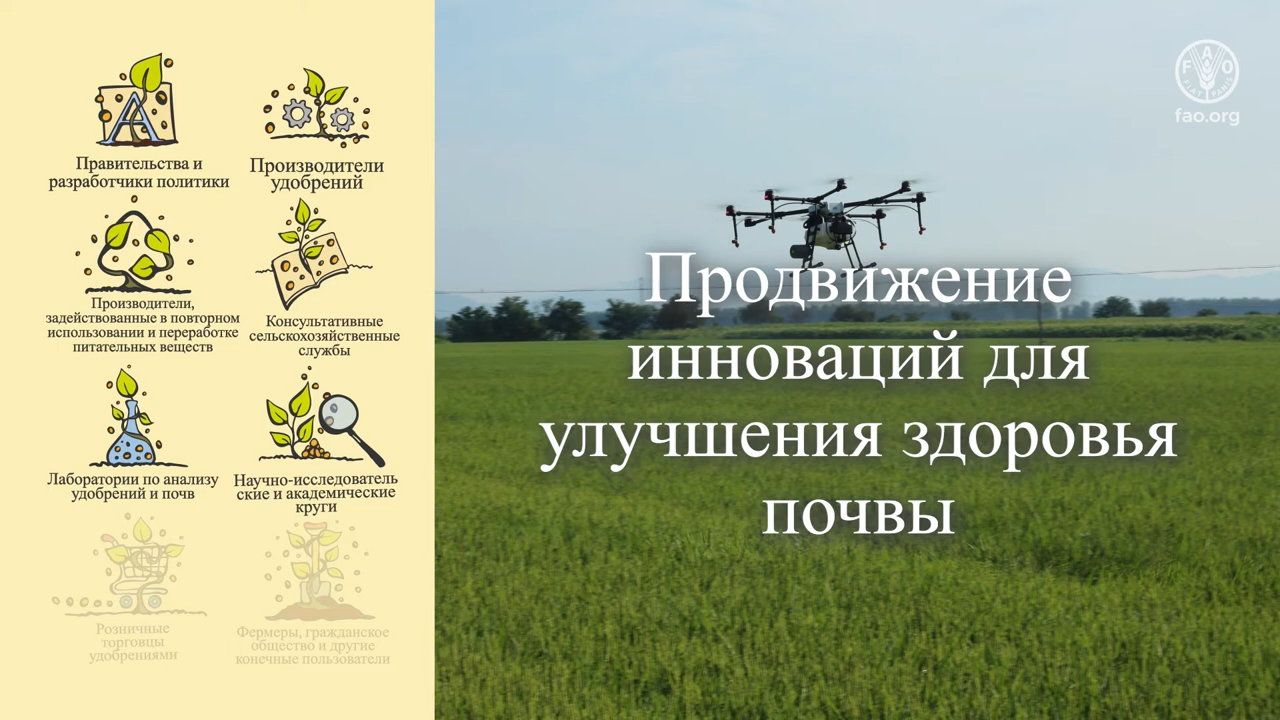 Правительства и
разработчики политики
Производители
удобрений
Производители,
задействованные в повторном
использовании и переработке
питательных веществ
Консультативные
сельскохозяйственные
службы
Лаборатории по анализу
удобрений и почв
Научно-исследователь
ские и академические
круги
Розничные
торговцы
удобрениями
Фермеры, гражданское
общество и другие
конечные пользователи
Продвижение
инноваций для
улучшения здоровья
почвы
F A O
FIAT PANIS
fao.org